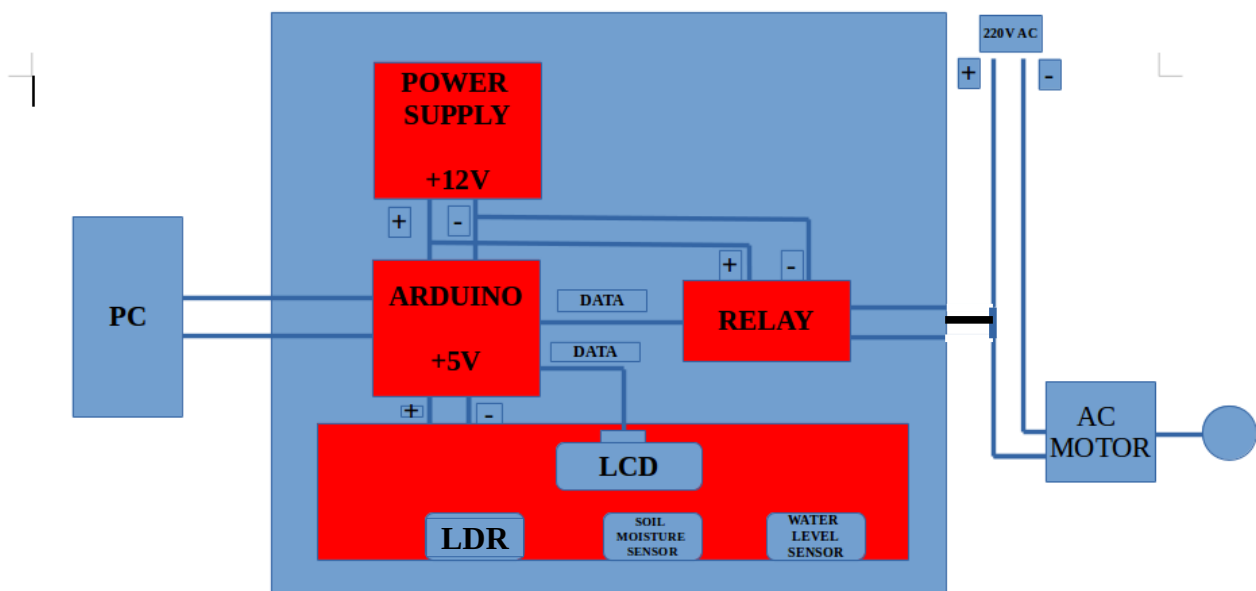 220V AC
+
-
POWER
SUPPLY
+12V
+
-
+
-
PC
ARDUINO
+5V
DATA
RELAY
DATA
+
-
AC
MOTOR
LCD
LDR
SOIL
MOISTURE
SENSOR
WATER
LEVEL
SENSOR